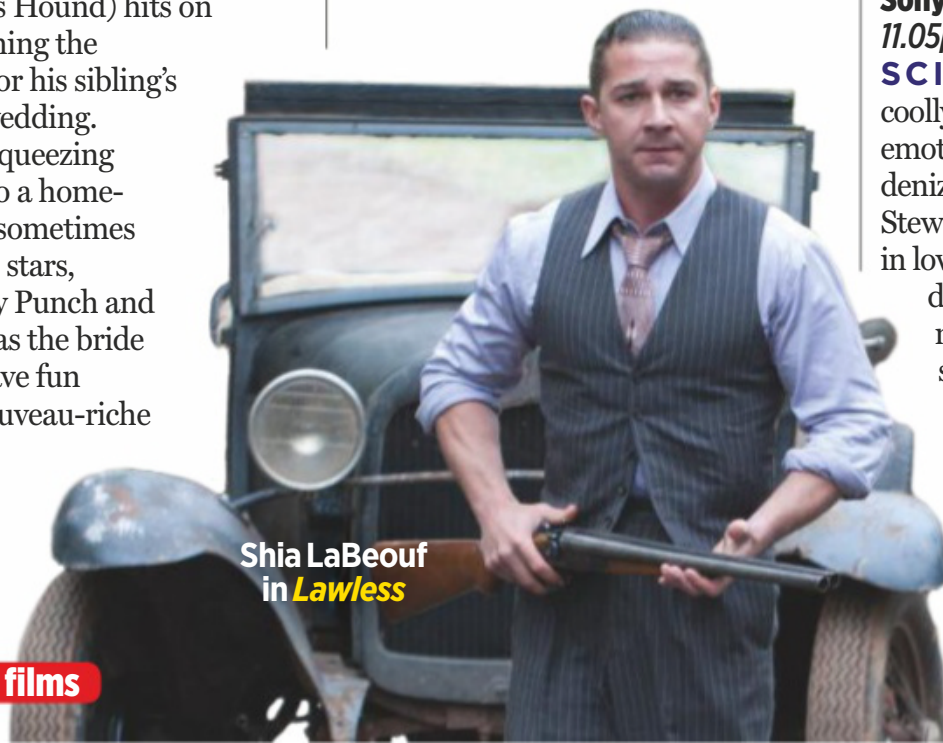 s Hound) hits on
ning the
or his sibling's
edding.
queezing
o a home-
sometimes
stars,
y Punch and
as the bride
ve fun
uveau-riche
Shia LaBeouf
in Lawless
films
Sony
11.05
SCI
coolly
emot
deniz
Stew
in lov
d
r
s